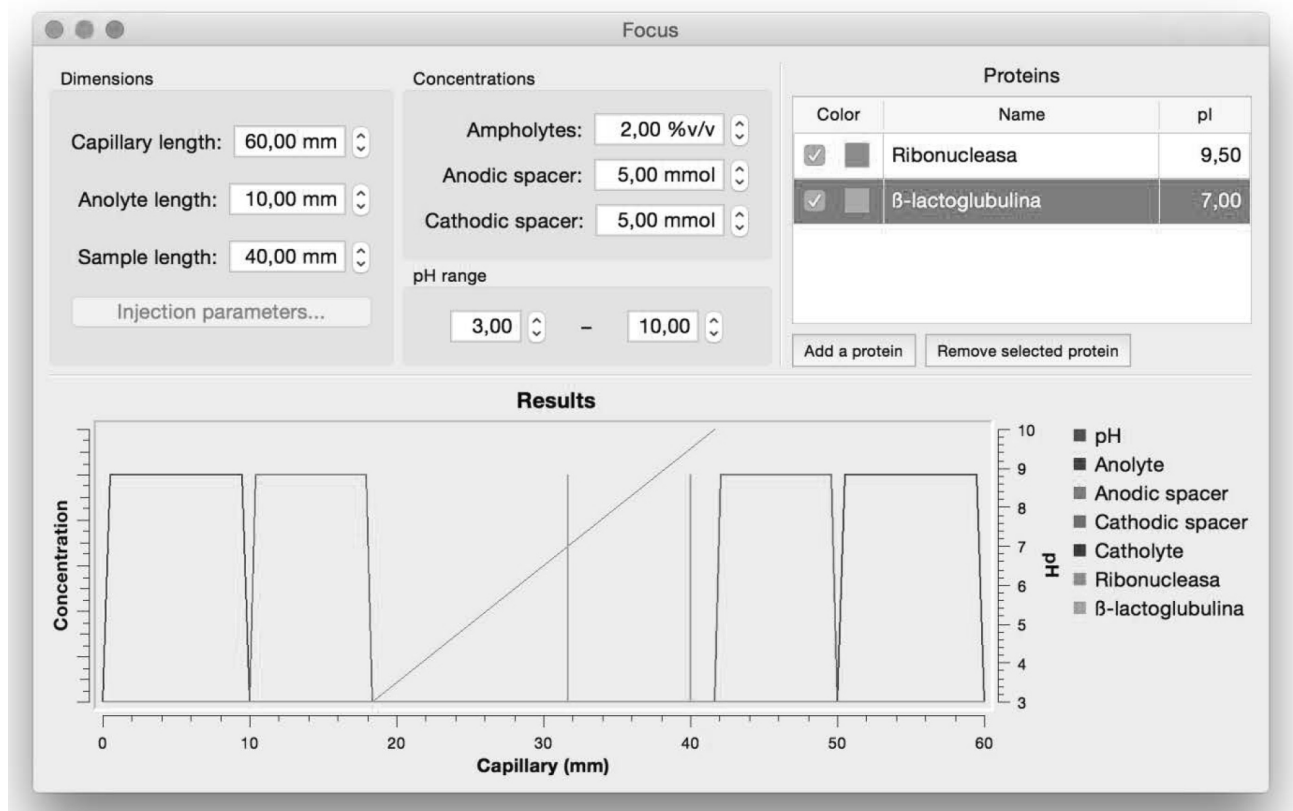 Focus
Dimensions
Capillary length: 60,00 mm
Anolyte length: 10,00 mm
Sample length: 40,00 mm
Injection parameters...
Concentrations
Ampholytes: 2,00 %v/v
Anodic spacer: 5,00 mmol
Cathodic spacer: 5,00 mmol
pH range
3,00 – 10,00
Proteins
Color Name pI
Ribonucleasa 9,50
ß-lactoglubulina 7,00
Add a protein Remove selected protein
Results
Concentration
10
9
8
7
6
5
4
3
pH
0 10 20 30 40 50 60
Capillary (mm)
pH
Anolyte
Anodic spacer
Cathodic spacer
Catholyte
Ribonucleasa
ß-lactoglubulina